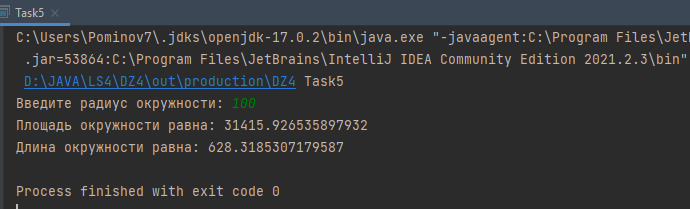 Task5
C:\Users\Pominov7\.jdks\openjdk-17.0.2\bin\java.exe "-javaagent:C:\Program Files\JetB
.jar=53864:C:\Program Files\JetBrains\IntelliJ IDEA Community Edition 2021.2.3\bin"
D:\JAVA\LS4\DZ4\out\production\DZ4 Task5
Введите радиус окружности: 100
Площадь окружности равна: 31415.926535897932
Длина окружности равна: 628.3185307179587
Process finished with exit code 0